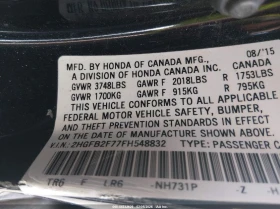 MFD. BY HONDA OF CANADA MFG., 08/'15
A DIVISION OF HONDA CANADA INC.
GVWR 3748LBS GAWR F 2018LBS R 1753LBS
GVWR 1700KG GAWR F 915KG R 795KG
THIS VEHICLE CONFORMS TO ALL APPLICABLE
FEDERAL MOTOR VEHICLE SAFETY, BUMPER,
AND THEFT PREVENTION STANDARDS IN EFFECT
ON THE DATE OF MANUFACTURE SHOWN ABOVE.
V.I.N.: 2HGFB2F77FH548832 TYPE: PASSENGER C
TR6 F LR6 -NH731P -Z -H